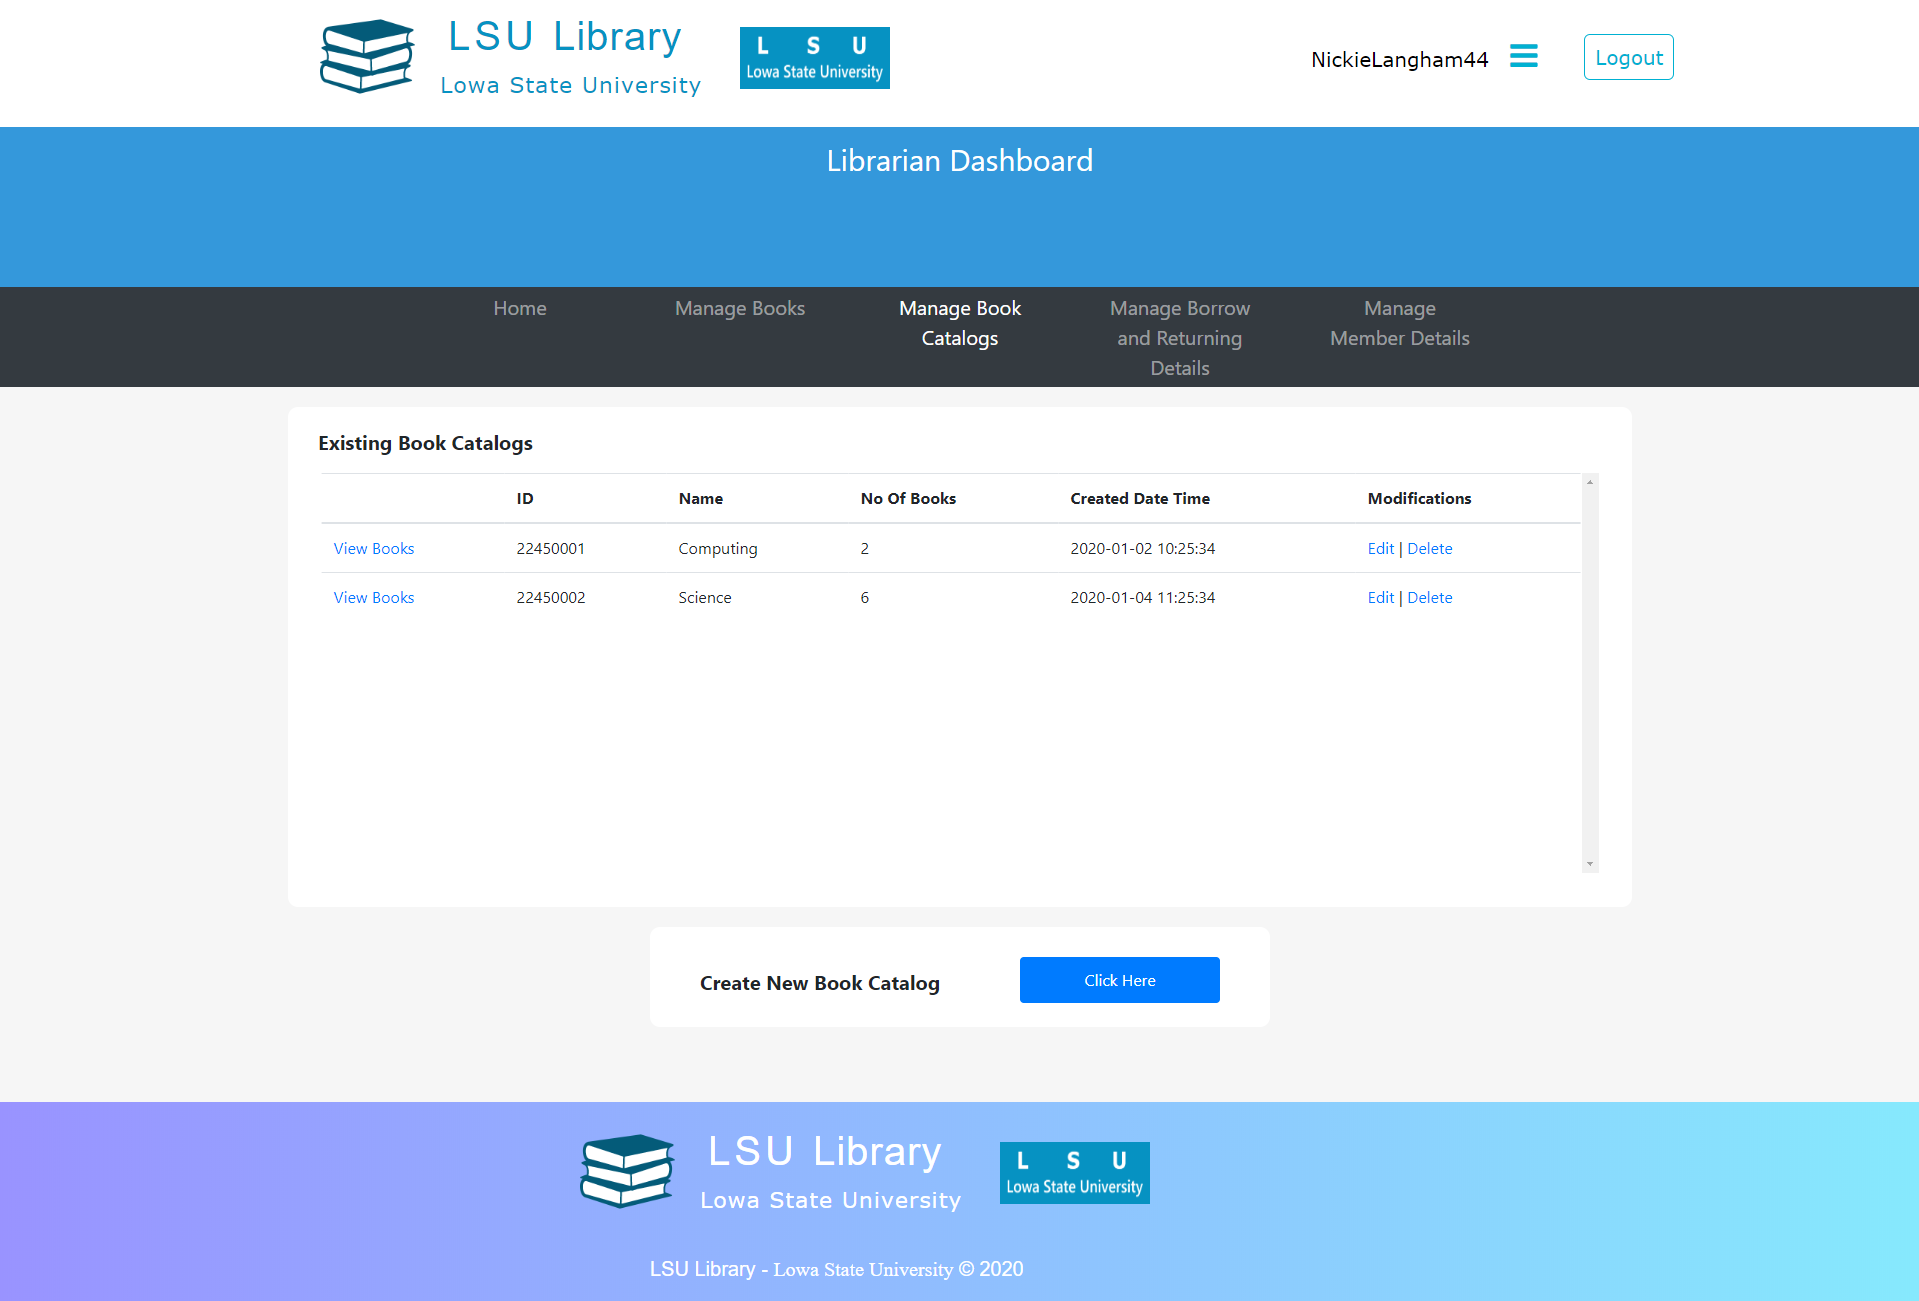 LSU Library
Lowa State University
L S U
Lowa State University
NickieLangham44
Logout
Librarian Dashboard
Home
Manage Books
Manage Book
Catalogs
Manage Borrow
and Returning
Details
Manage
Member Details
Existing Book Catalogs
ID Name No Of Books Created Date Time Modifications
View Books 22450001 Computing 2 2020-01-02 10:25:34 Edit | Delete
View Books 22450002 Science 6 2020-01-04 11:25:34 Edit | Delete
Create New Book Catalog
Click Here
LSU Library
Lowa State University
L S U
Lowa State University
LSU Library - Lowa State University © 2020